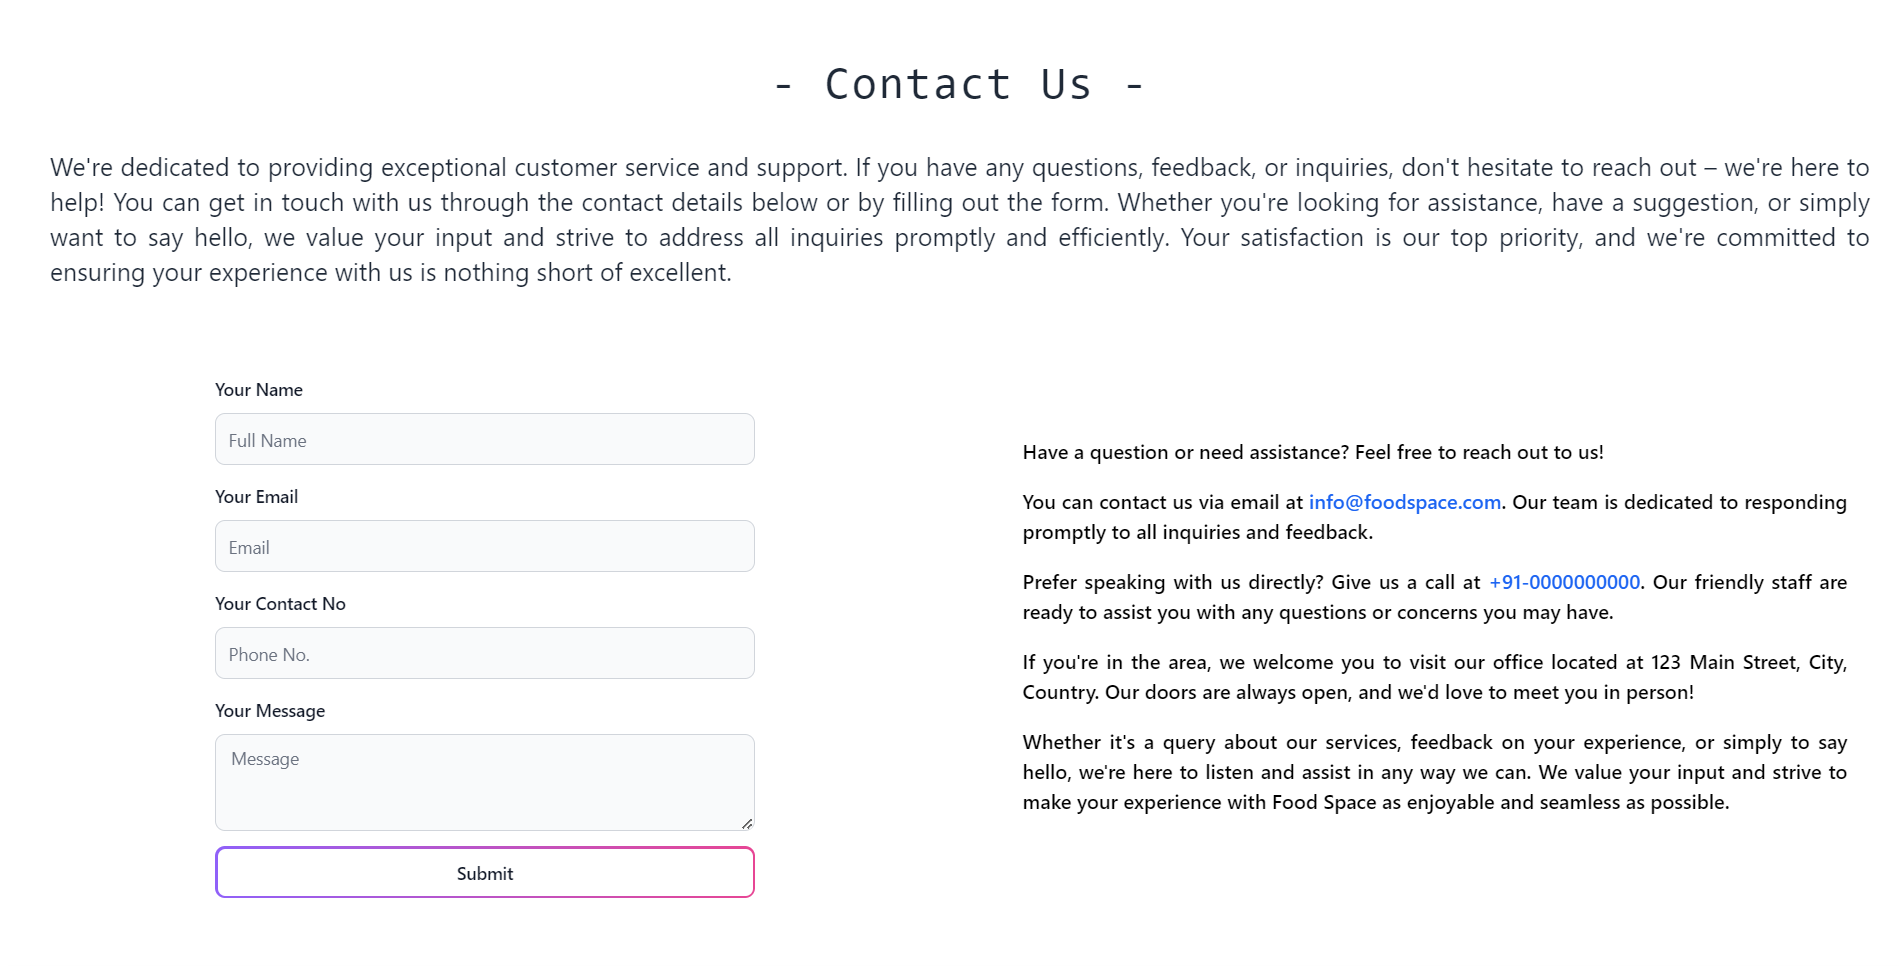 - Contact Us -
We're dedicated to providing exceptional customer service and support. If you have any questions, feedback, or inquiries, don't hesitate to reach out – we're here to
help! You can get in touch with us through the contact details below or by filling out the form. Whether you're looking for assistance, have a suggestion, or simply
want to say hello, we value your input and strive to address all inquiries promptly and efficiently. Your satisfaction is our top priority, and we're committed to
ensuring your experience with us is nothing short of excellent.
Your Name
Full Name
Your Email
Email
Your Contact No
Phone No.
Your Message
Message
Submit
Have a question or need assistance? Feel free to reach out to us!
You can contact us via email at info@foodspace.com. Our team is dedicated to responding
promptly to all inquiries and feedback.
Prefer speaking with us directly? Give us a call at +91-0000000000. Our friendly staff are
ready to assist you with any questions or concerns you may have.
If you're in the area, we welcome you to visit our office located at 123 Main Street, City,
Country. Our doors are always open, and we'd love to meet you in person!
Whether it's a query about our services, feedback on your experience, or simply to say
hello, we're here to listen and assist in any way we can. We value your input and strive to
make your experience with Food Space as enjoyable and seamless as possible.